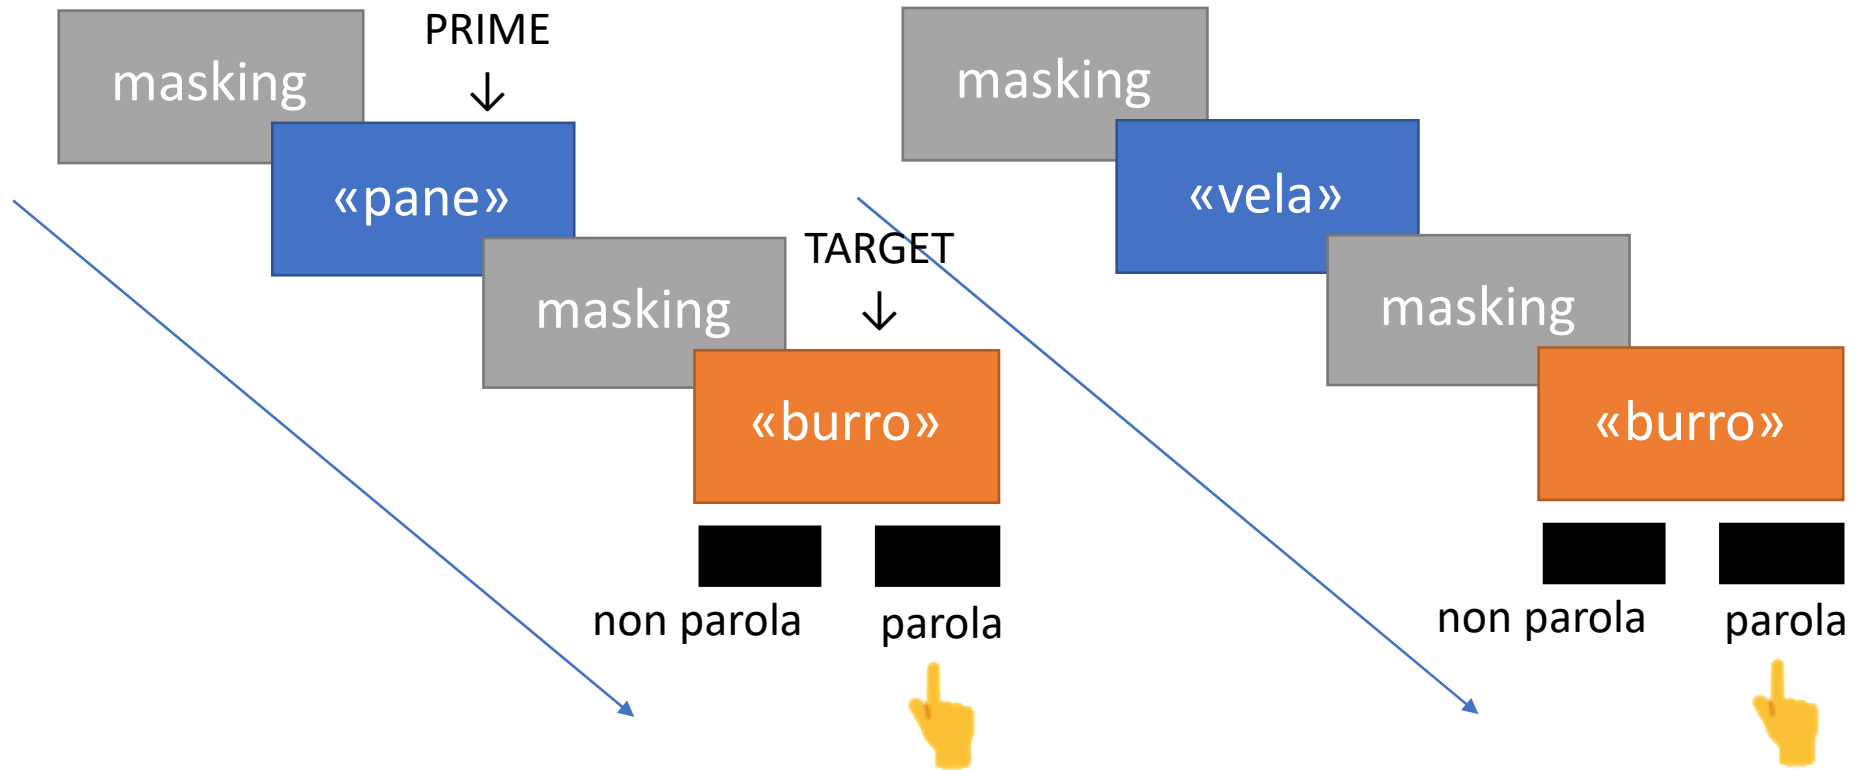 masking
PRIME
«pane»
masking
TARGET
«burro»
non parola
parola
masking
«vela»
masking
«burro»
non parola
parola